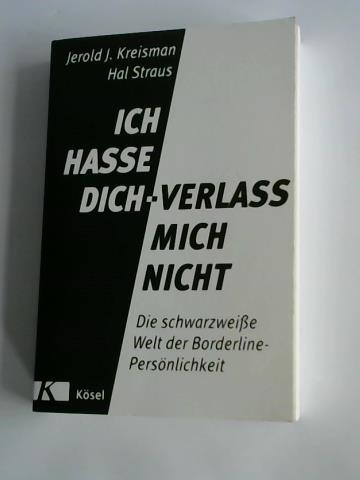 Jerold J. Kreisman
Hal Straus
ICH
HASSE
DICH-VERLASS
MICH
NICHT
Die schwarzweiße
Welt der Borderline-
Persönlichkeit
K Kösel